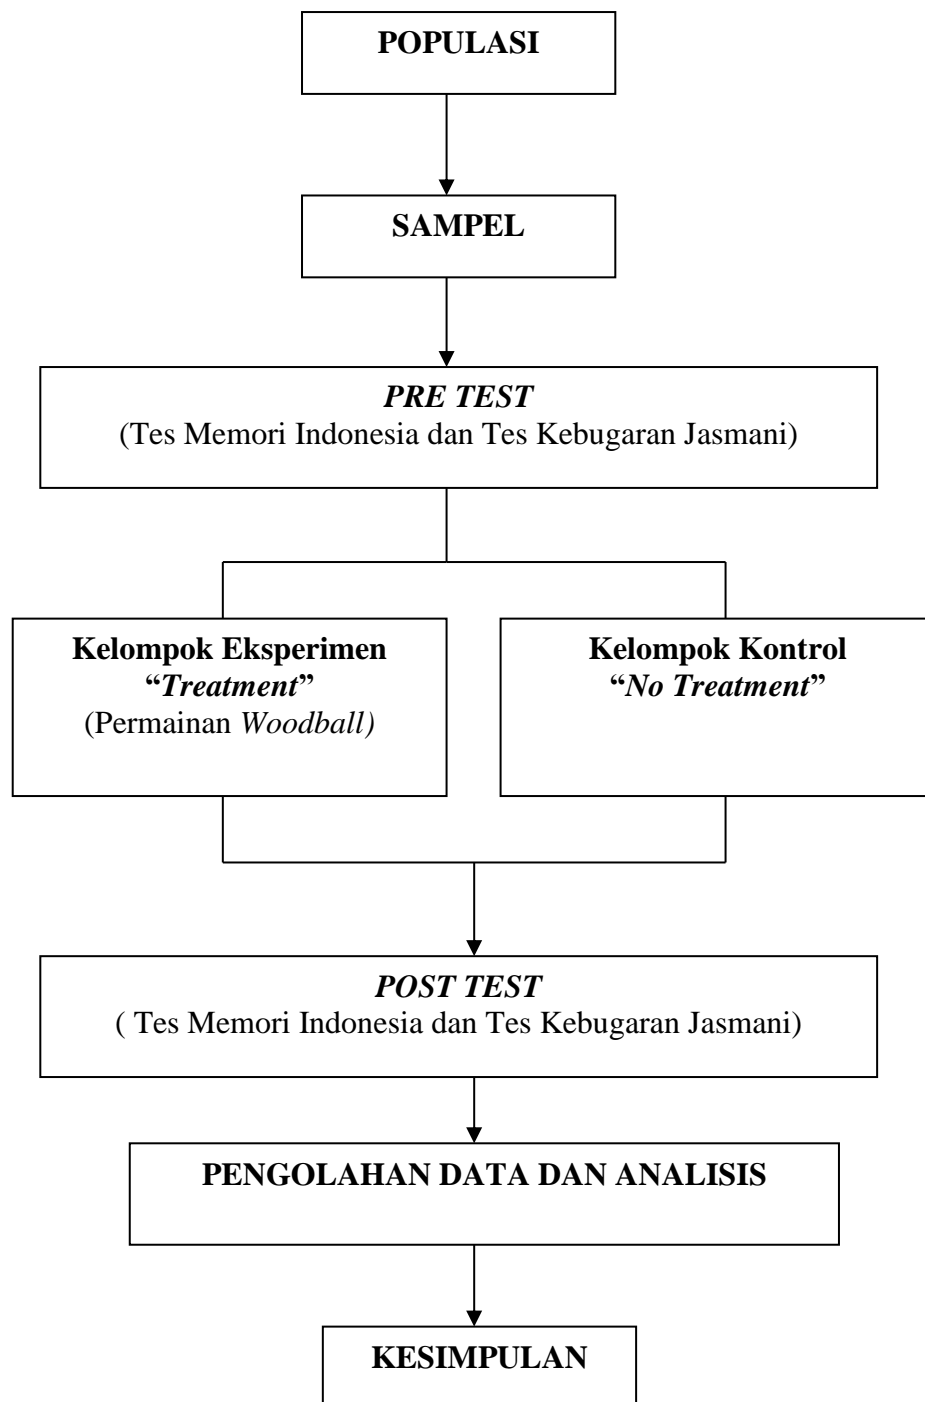 POPULASI
SAMPEL
PRE TEST
(Tes Memori Indonesia dan Tes Kebugaran Jasmani)
Kelompok Eksperimen
“Treatment”
(Permainan Woodball)
Kelompok Kontrol
“No Treatment”
POST TEST
( Tes Memori Indonesia dan Tes Kebugaran Jasmani)
PENGOLAHAN DATA DAN ANALISIS
KESIMPULAN